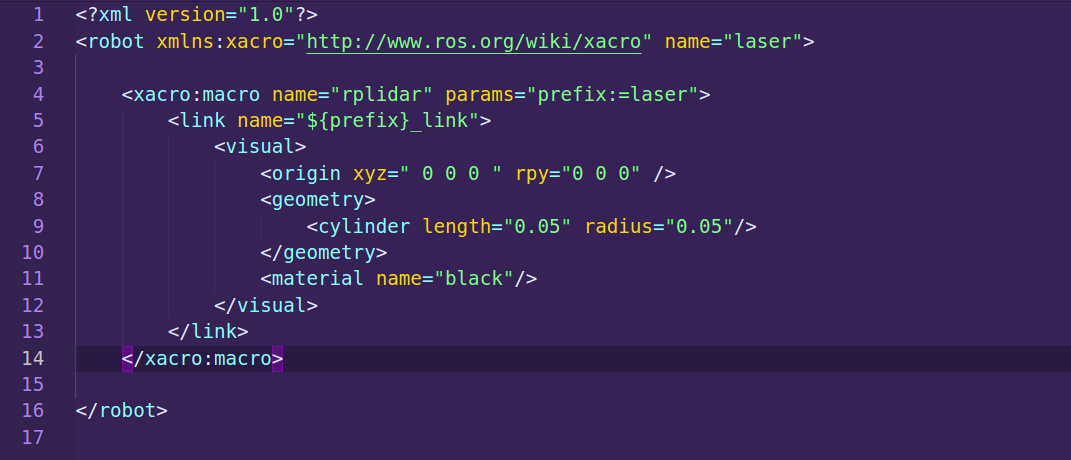 1 <?xml version="1.0"?>
2 <robot xmlns:xacro="http://www.ros.org/wiki/xacro" name="laser">
3
4     <xacro:macro name="rplidar" params="prefix:=laser">
5         <link name="${prefix}_link">
6             <visual>
7                 <origin xyz=" 0 0 0 " rpy="0 0 0" />
8                 <geometry>
9                     <cylinder length="0.05" radius="0.05"/>
10                 </geometry>
11                 <material name="black"/>
12             </visual>
13         </link>
14     </xacro:macro>
15
16 </robot>
17